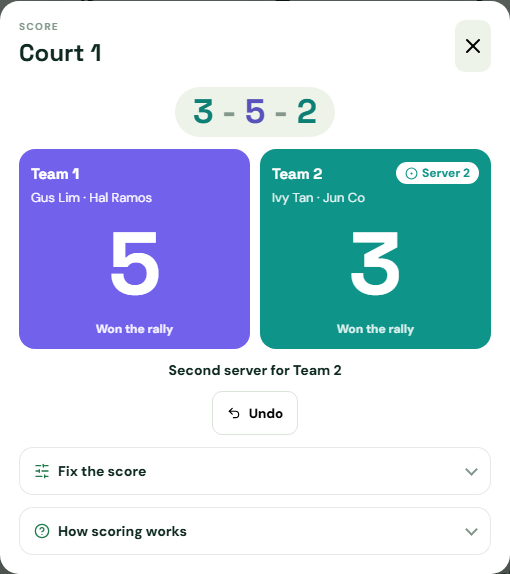 SCORE
Court 1
3 - 5 - 2
Team 1
Gus Lim · Hal Ramos
5
Won the rally
Team 2
Server 2
Ivy Tan · Jun Co
3
Won the rally
Second server for Team 2
Undo
Fix the score
How scoring works